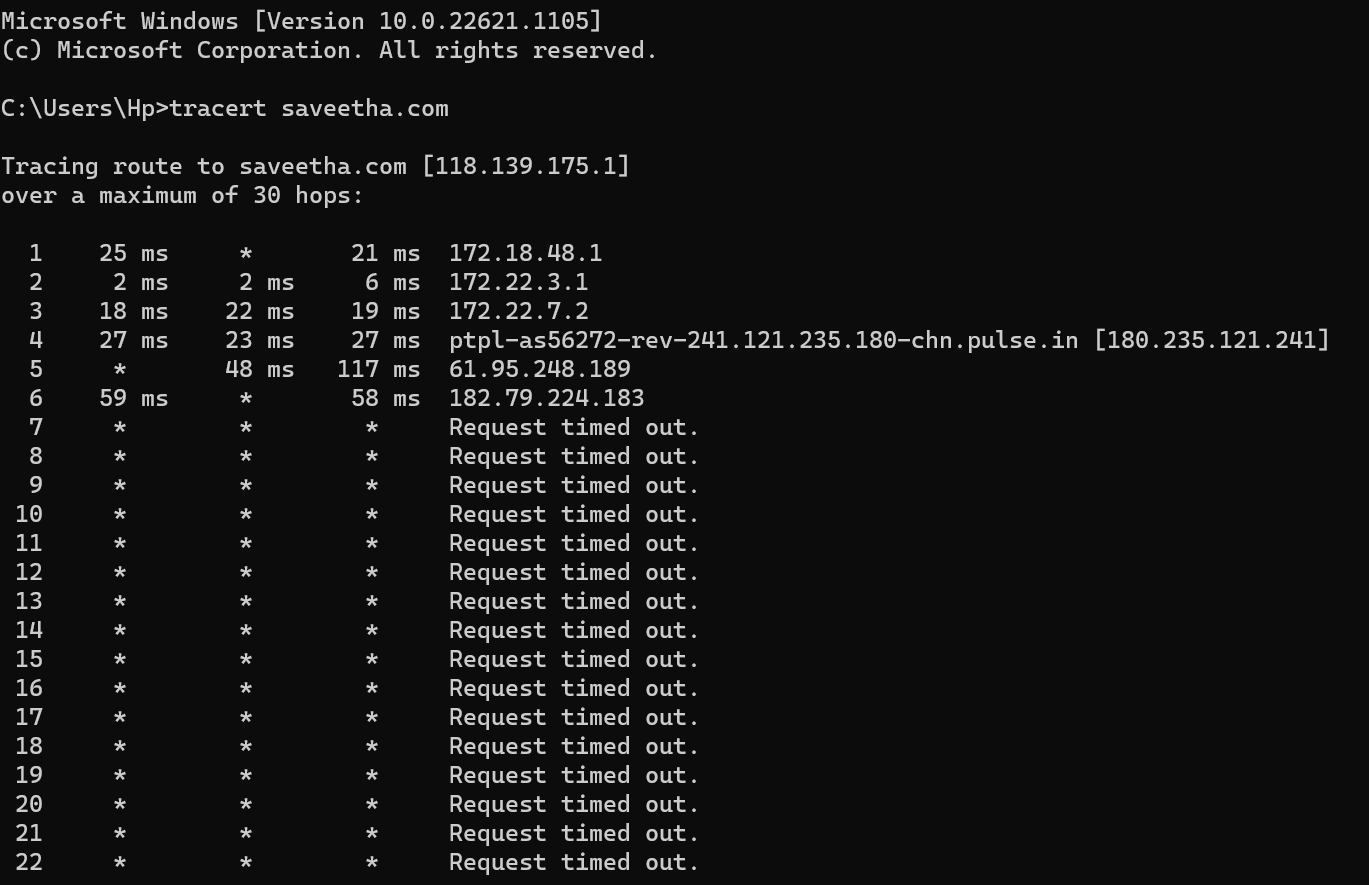 Microsoft Windows [Version 10.0.22621.1105]
(c) Microsoft Corporation. All rights reserved.
C:\Users\Hp>tracert saveetha.com
Tracing route to saveetha.com [118.139.175.1]
over a maximum of 30 hops:
1 25 ms * 21 ms 172.18.48.1
2 2 ms 2 ms 6 ms 172.22.3.1
3 18 ms 22 ms 19 ms 172.22.7.2
4 27 ms 23 ms 27 ms ptpl-as56272-rev-241.121.235.180-chn.pulse.in [180.235.121.241]
5 * 48 ms 117 ms 61.95.248.189
6 59 ms * 58 ms 182.79.224.183
7 * * * Request timed out.
8 * * * Request timed out.
9 * * * Request timed out.
10 * * * Request timed out.
11 * * * Request timed out.
12 * * * Request timed out.
13 * * * Request timed out.
14 * * * Request timed out.
15 * * * Request timed out.
16 * * * Request timed out.
17 * * * Request timed out.
18 * * * Request timed out.
19 * * * Request timed out.
20 * * * Request timed out.
21 * * * Request timed out.
22 * * * Request timed out.